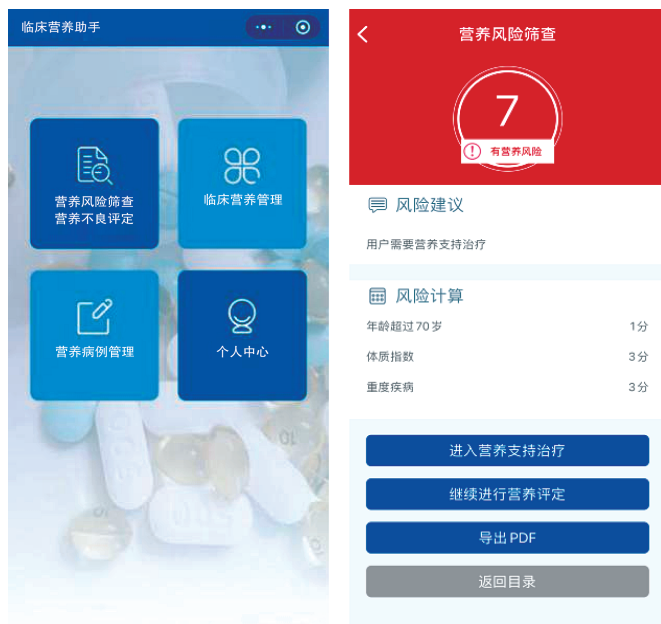 临床营养助手
营养风险筛查
营养不良评定
临床营养管理
营养病例管理
个人中心
营养风险筛查
7
有营养风险
风险建议
用户需要营养支持治疗
风险计算
年龄超过70岁 1分
体质指数 3分
重度疾病 3分
进入营养支持治疗
继续进行营养评定
导出PDF
返回目录